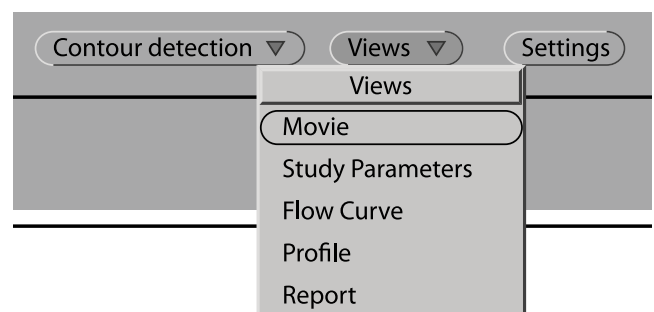 Contour detection Views Settings
Views
Movie
Study Parameters
Flow Curve
Profile
Report